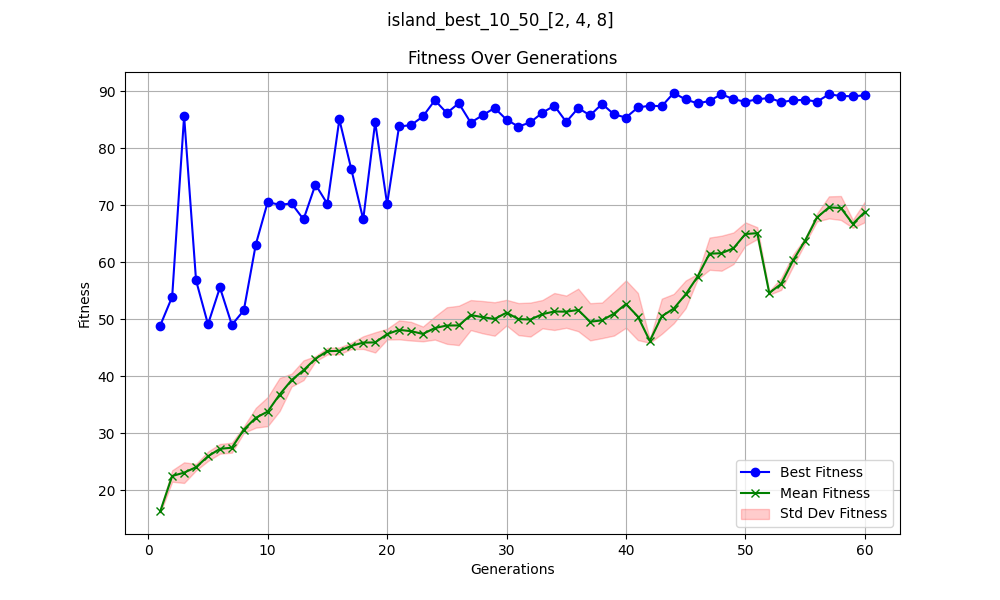 island_best_10_50_[2, 4, 8]
Fitness Over Generations
Fitness
90
80
70
60
50
40
30
20
Best Fitness
Mean Fitness
Std Dev Fitness
0 10 20 30 40 50 60
Generations